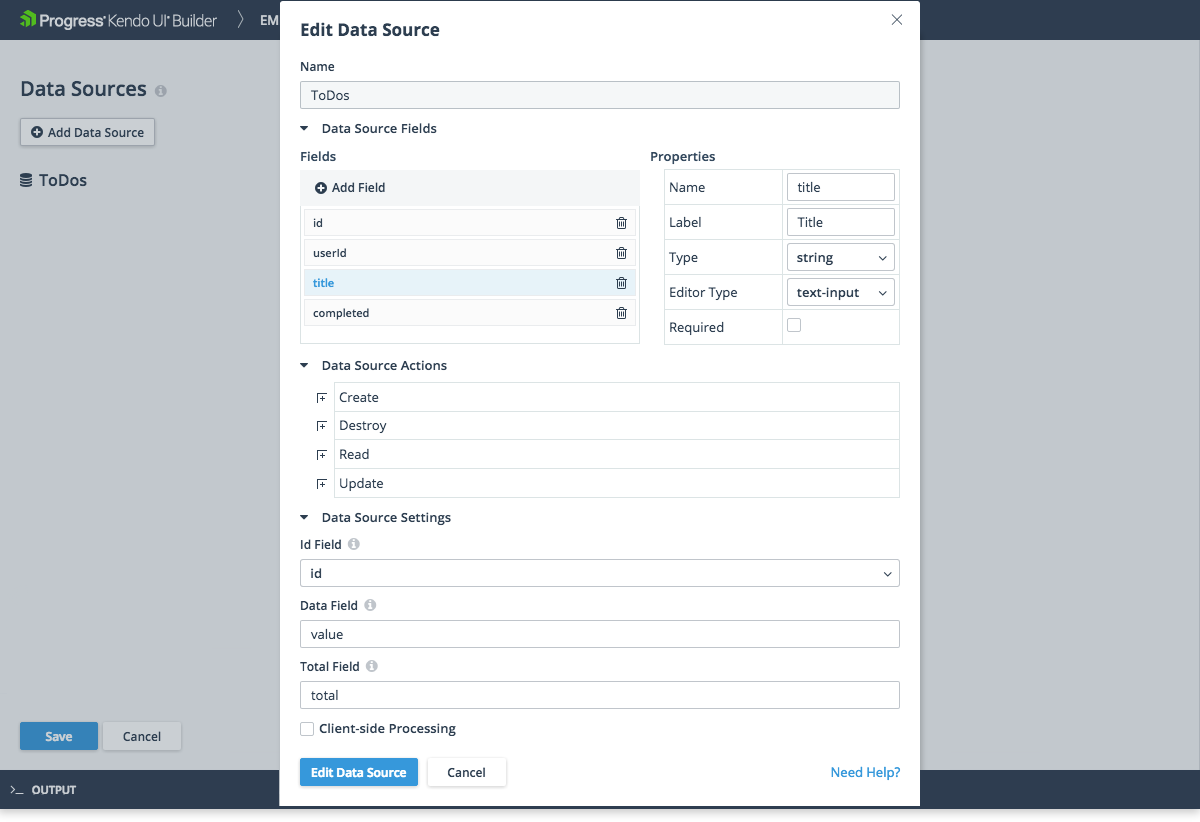 Progress Kendo UI Builder
EM
Data Sources
Add Data Source
ToDos
Save
Cancel
OUTPUT
Edit Data Source
Name
ToDos
Data Source Fields
Fields
Add Field
id
userId
title
completed
Properties
Name title
Label Title
Type string
Editor Type text-input
Required
Data Source Actions
Create
Destroy
Read
Update
Data Source Settings
Id Field
id
Data Field
value
Total Field
total
Client-side Processing
Edit Data Source Cancel Need Help?